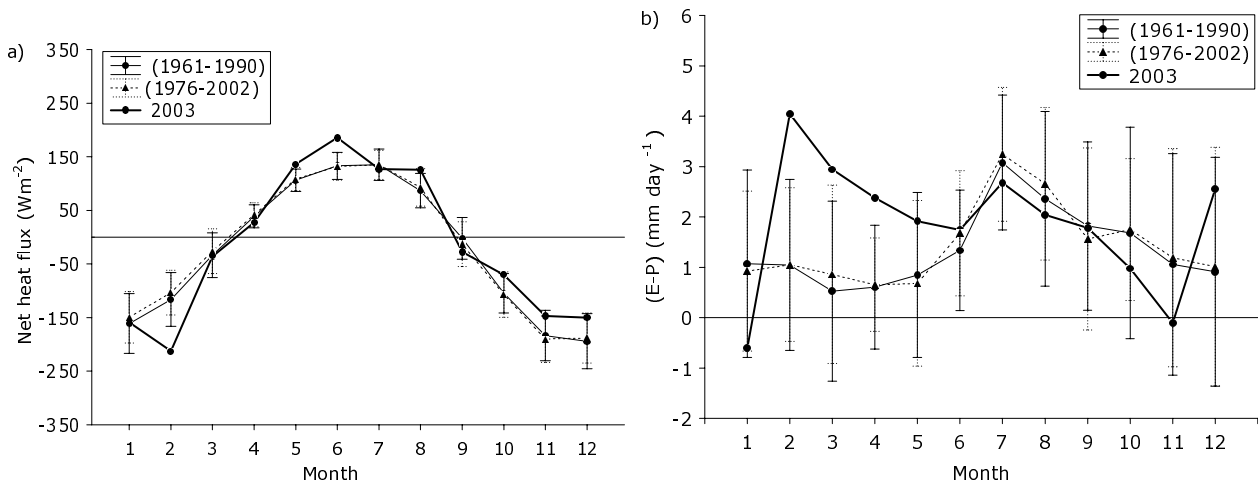 a)
(1961-1990)
(1976-2002)
2003
Net heat flux (Wm-2)
350
250
150
50
-50
-150
-250
-350
1 2 3 4 5 6 7 8 9 10 11 12
Month
b)
(1961-1990)
(1976-2002)
2003
(E-P) (mm day -1)
6
5
4
3
2
1
0
-1
-2
1 2 3 4 5 6 7 8 9 10 11 12
Month